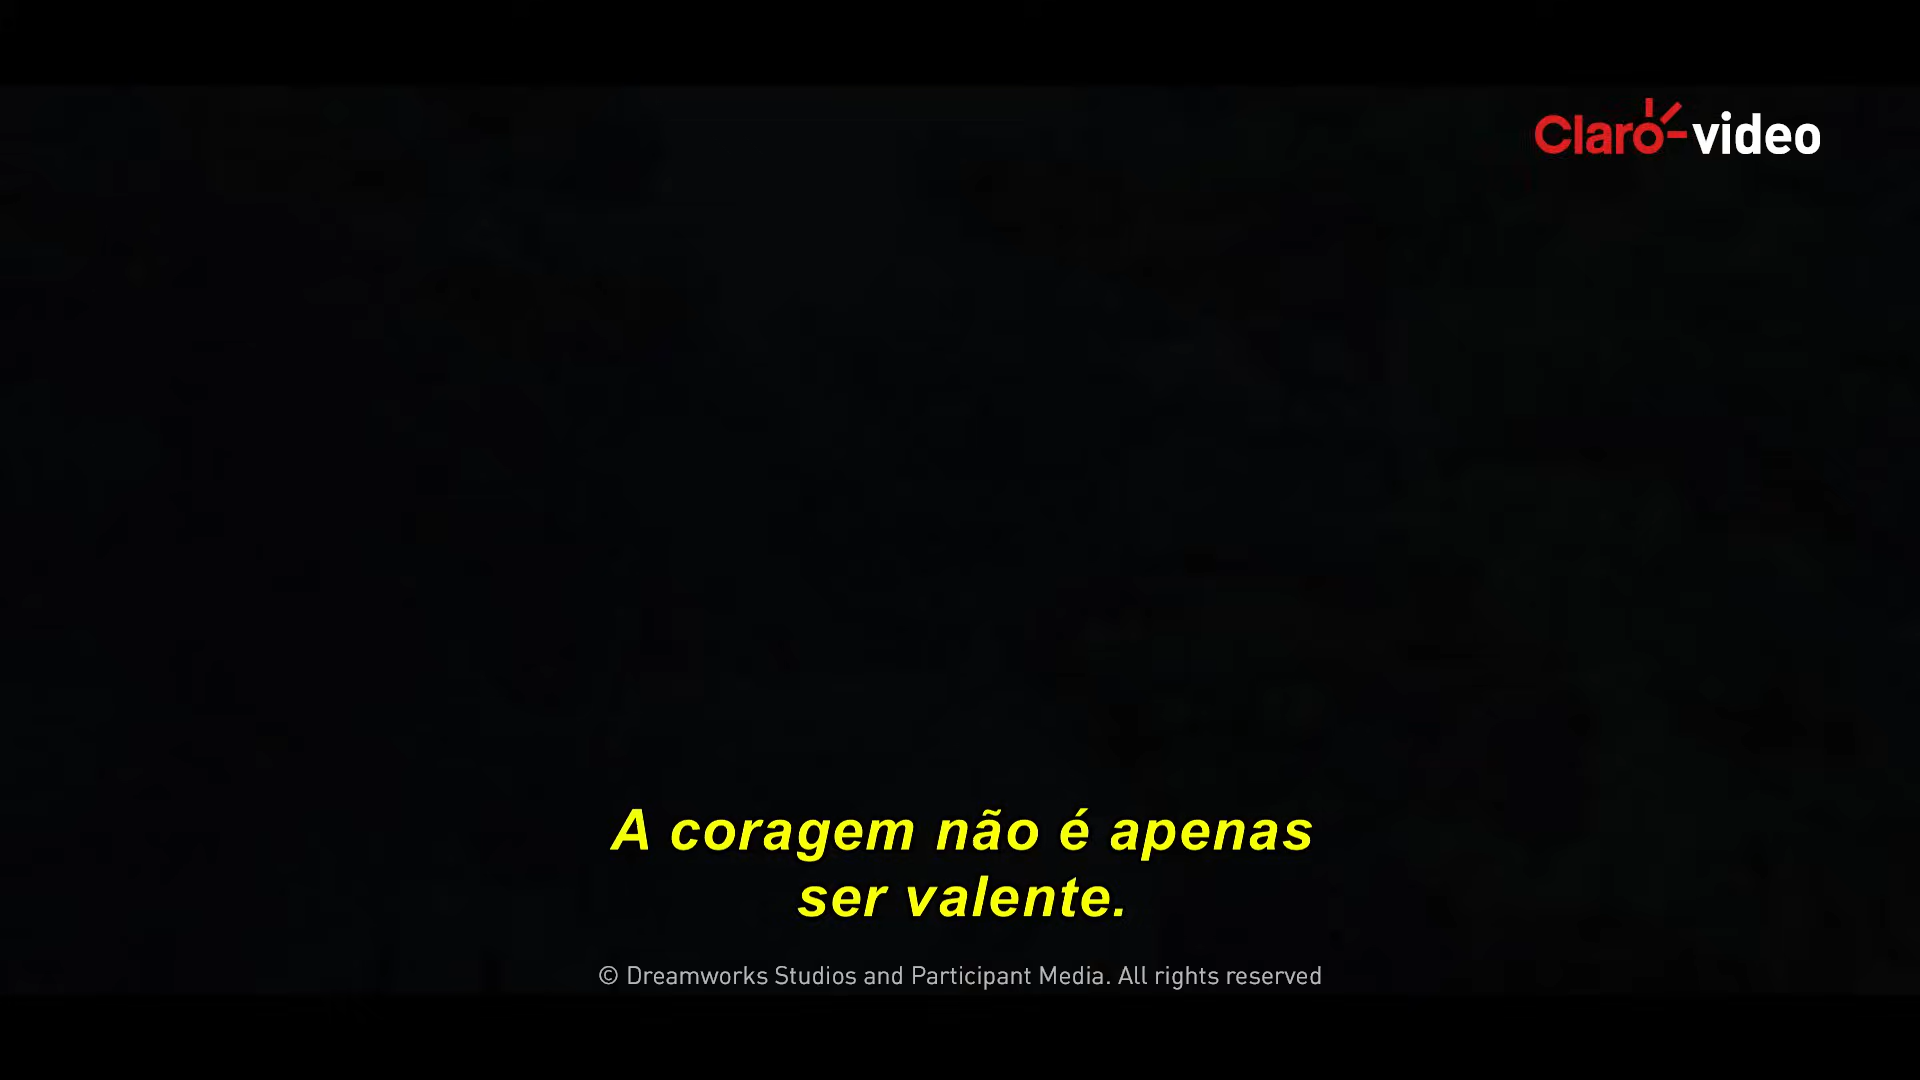 Claro video
A coragem não é apenas
ser valente.
© Dreamworks Studios and Participant Media. All rights reserved